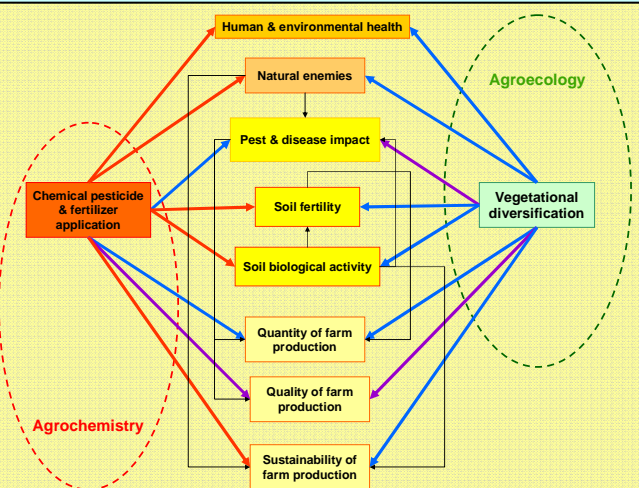 Human & environmental health
Natural enemies
Agroecology
Pest & disease impact
Chemical pesticide
& fertilizer
application
Soil fertility
Vegetational
diversification
Soil biological activity
Quantity of farm
production
Quality of farm
production
Agrochemistry
Sustainability of
farm production